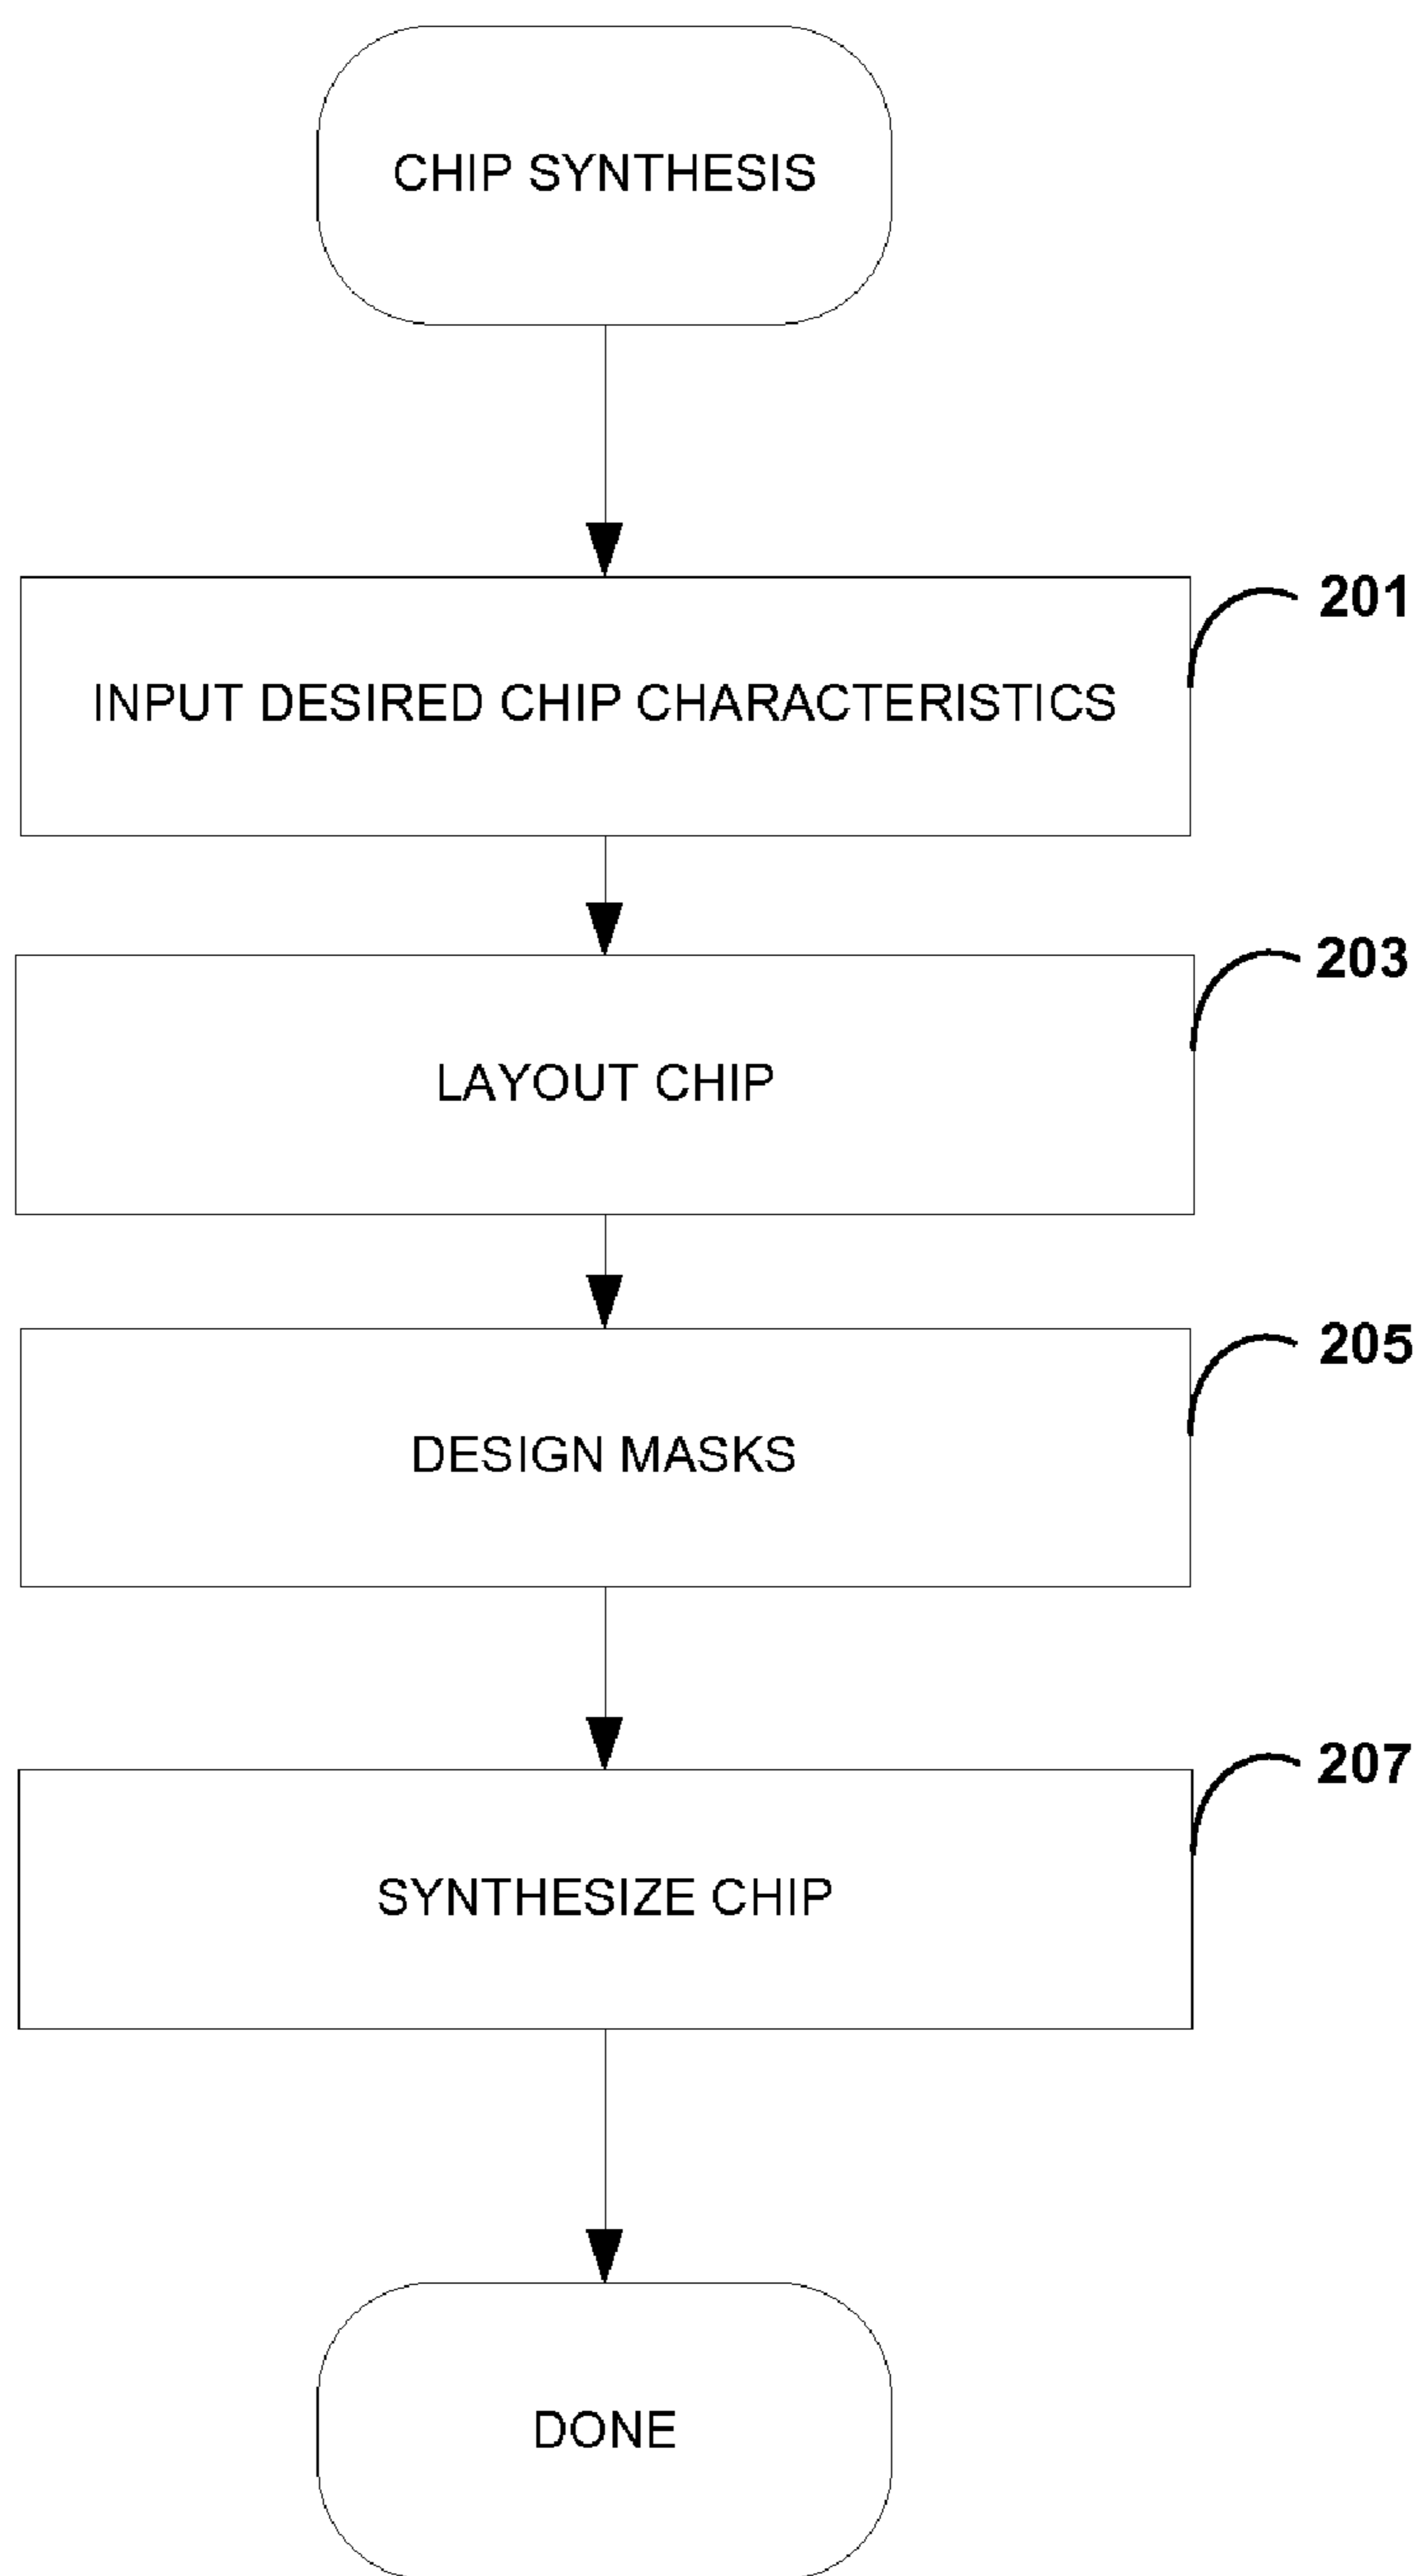 CHIP SYNTHESIS
201
INPUT DESIRED CHIP CHARACTERISTICS
203
LAYOUT CHIP
205
DESIGN MASKS
207
SYNTHESIZE CHIP
DONE